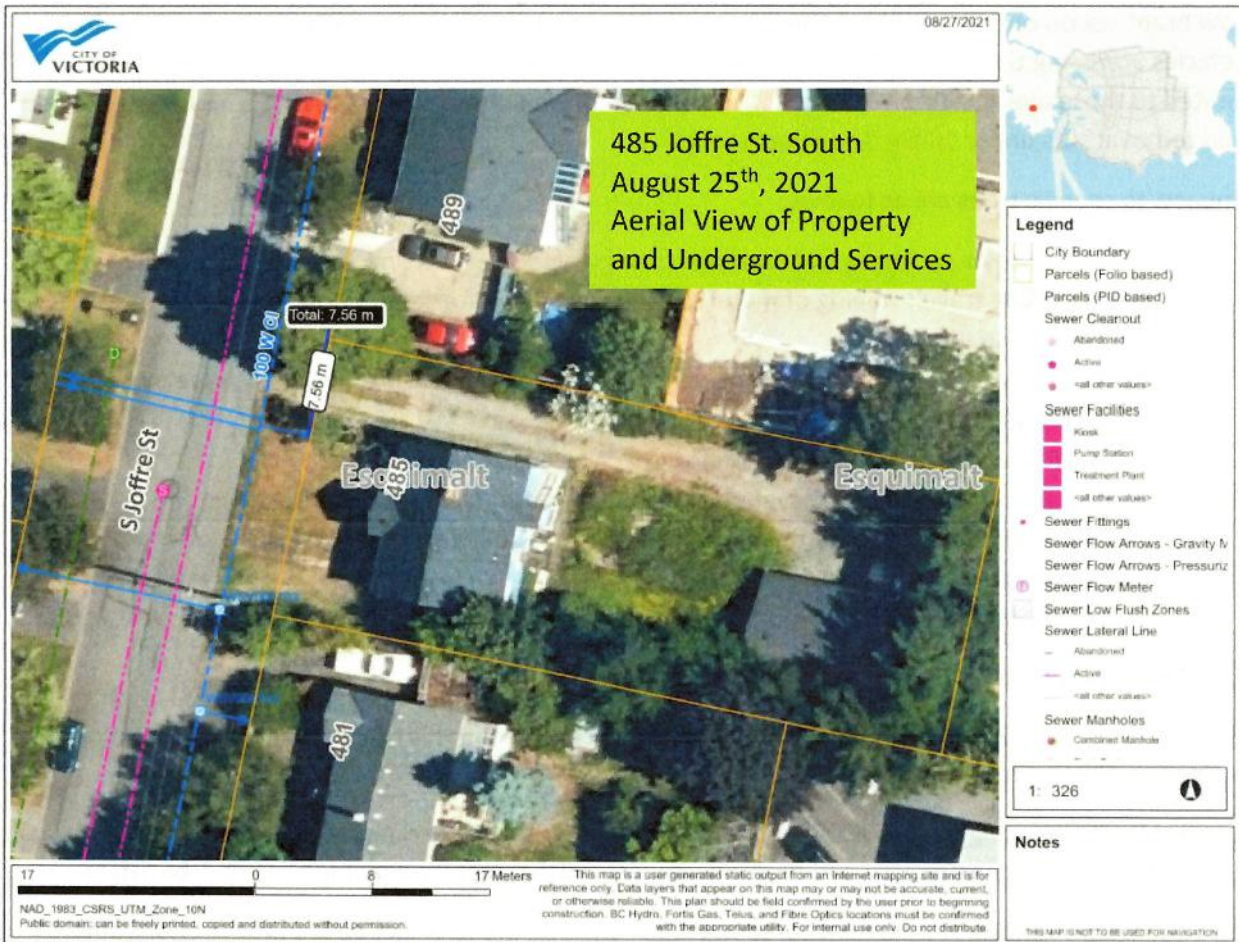 CITY OF
VICTORIA
08/27/2021
485 Joffre St. South
August 25th, 2021
Aerial View of Property
and Underground Services
489
Total: 7.56 m
100 W CI
7.56 m
D
S Joffre St
S
Esquimalt
485
Esquimalt
481
Legend
City Boundary
Parcels (Folio based)
Parcels (PID based)
Sewer Cleanout
Abandoned
Active
<all other values>
Sewer Facilities
Kiosk
Pump Station
Treatment Plant
<all other values>
Sewer Fittings
Sewer Flow Arrows - Gravity M
Sewer Flow Arrows - Pressuriz
Sewer Flow Meter
Sewer Low Flush Zones
Sewer Lateral Line
Abandoned
Active
<all other values>
Sewer Manholes
Combined Manhole
1: 326
Notes
THIS MAP IS NOT TO BE USED FOR NAVIGATION
17 0 8 17 Meters
NAD_1983_CSRS_UTM_Zone_10N
Public domain: can be freely printed, copied and distributed without permission.
This map is a user generated static output from an Internet mapping site and is for
reference only. Data layers that appear on this map may or may not be accurate, current,
or otherwise reliable. This plan should be field confirmed by the user prior to beginning
construction. BC Hydro, Fortis Gas, Telus, and Fibre Optics locations must be confirmed
with the appropriate utility. For internal use only. Do not distribute.